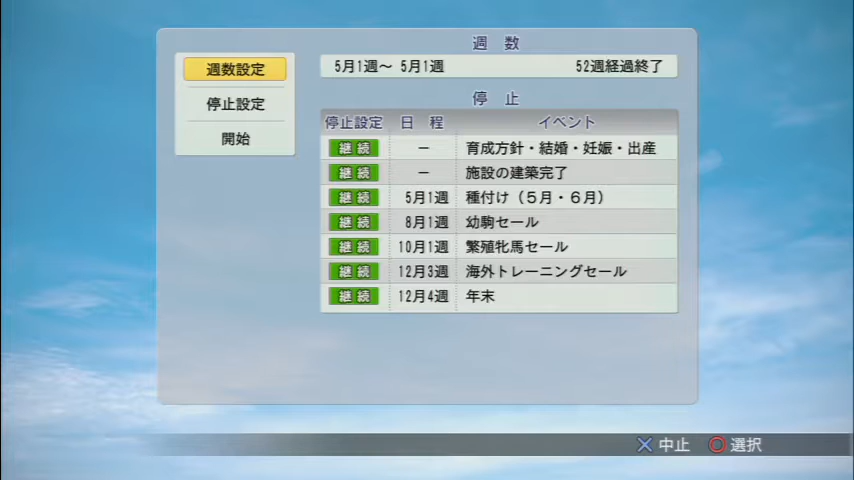 週数設定
停止設定
開始
週 数
5月1週～ 5月1週 52週経過終了
停 止
停止設定 日 程 イベント
継続 － 育成方針・結婚・妊娠・出産
継続 － 施設の建築完了
継続 5月1週 種付け（５月・６月）
継続 8月1週 幼駒セール
継続 10月1週 繁殖牝馬セール
継続 12月3週 海外トレーニングセール
継続 12月4週 年末
中止 選択